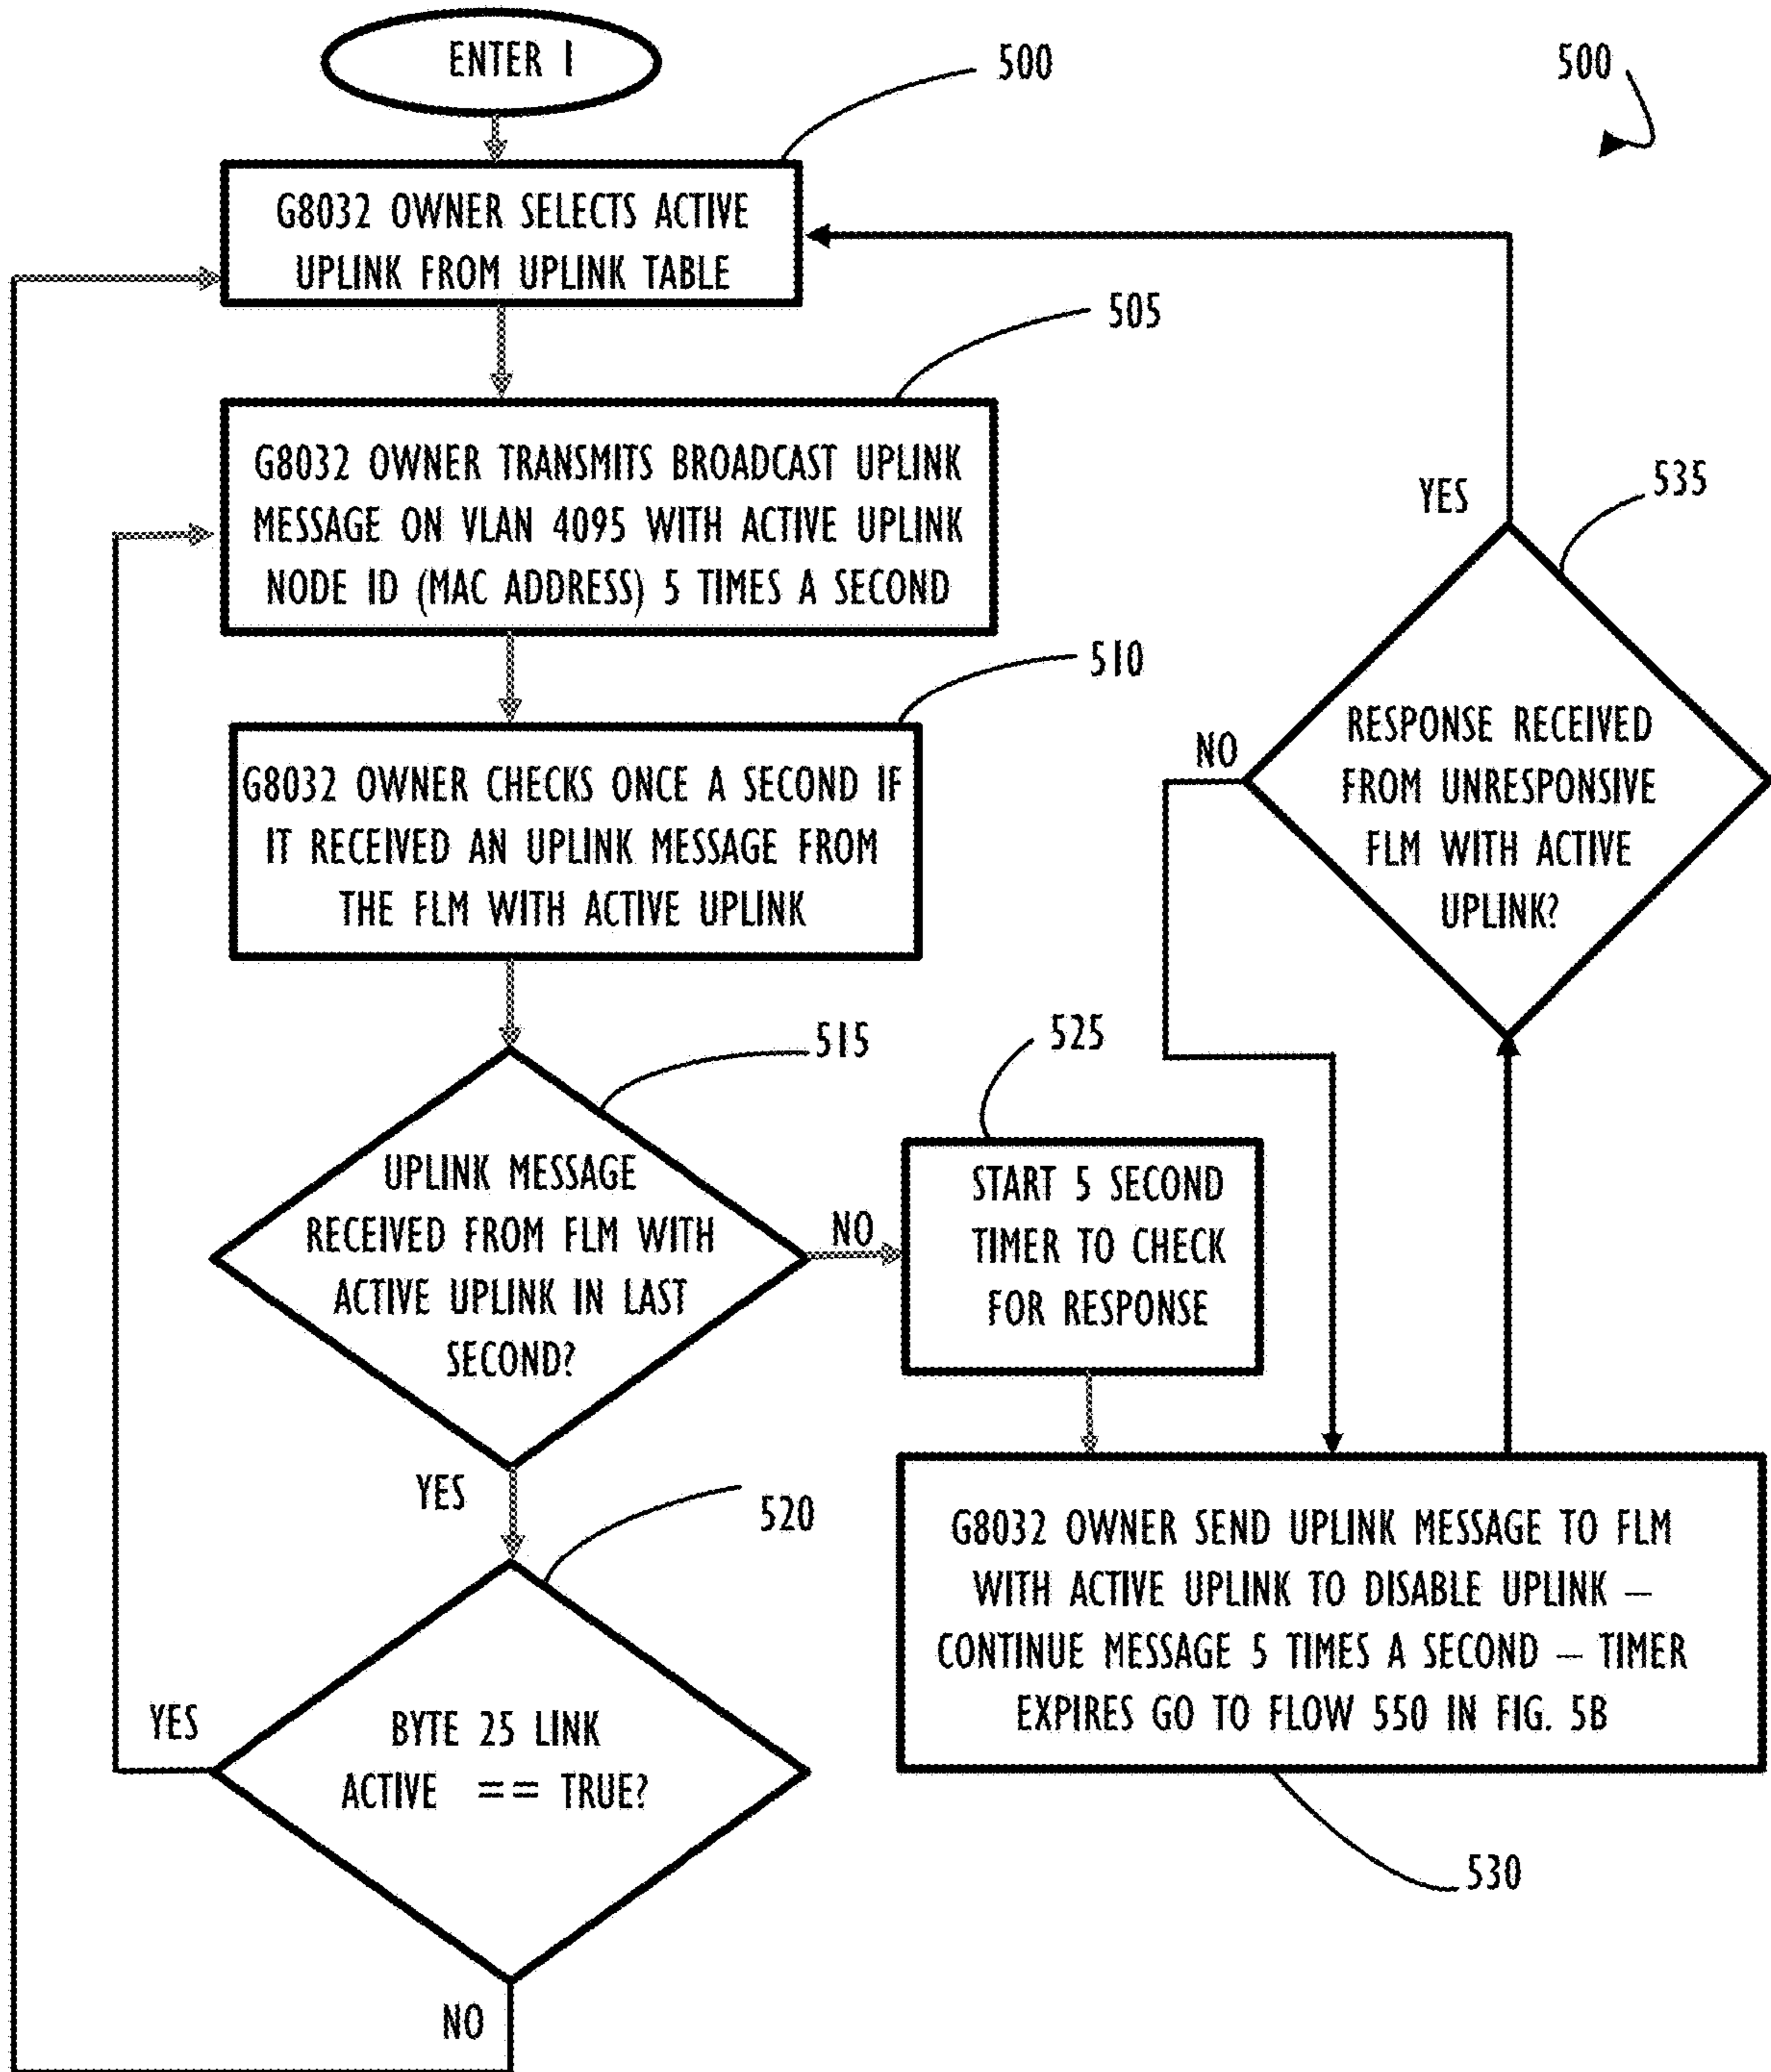 ENTER 1
500
500
G8032 OWNER SELECTS ACTIVE
UPLINK FROM UPLINK TABLE
505
G8032 OWNER TRANSMITS BROADCAST UPLINK
MESSAGE ON VLAN 4095 WITH ACTIVE UPLINK
NODE ID (MAC ADDRESS) 5 TIMES A SECOND
510
G8032 OWNER CHECKS ONCE A SECOND IF
IT RECEIVED AN UPLINK MESSAGE FROM
THE FLM WITH ACTIVE UPLINK
515
UPLINK MESSAGE
RECEIVED FROM FLM WITH
ACTIVE UPLINK IN LAST
SECOND?
NO
YES
520
BYTE 25 LINK
ACTIVE == TRUE?
YES
NO
525
START 5 SECOND
TIMER TO CHECK
FOR RESPONSE
G8032 OWNER SEND UPLINK MESSAGE TO FLM
WITH ACTIVE UPLINK TO DISABLE UPLINK –
CONTINUE MESSAGE 5 TIMES A SECOND – TIMER
EXPIRES GO TO FLOW 550 IN FIG. 5B
530
535
YES
NO
RESPONSE RECEIVED
FROM UNRESPONSIVE
FLM WITH ACTIVE
UPLINK?